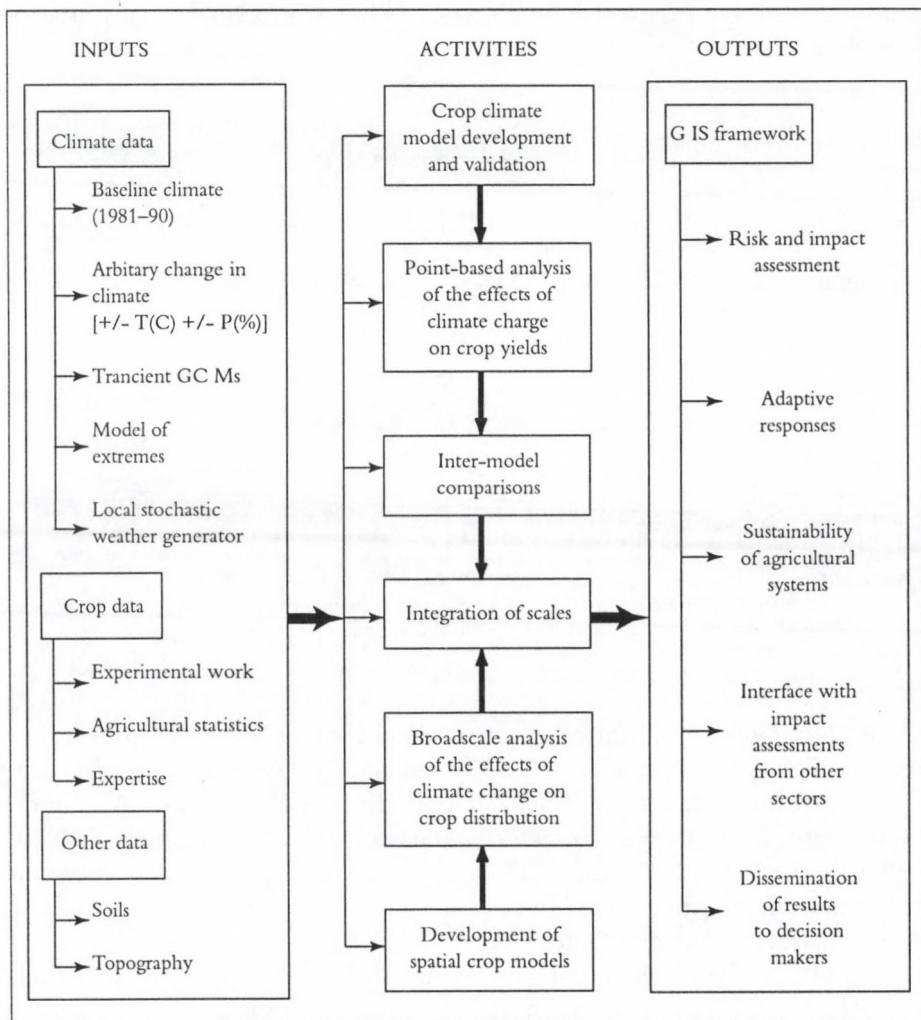 INPUTS
Climate data
Baseline climate
(1981–90)
Arbitary change in
climate
[+/- T(C) +/- P(%)]
Trancient GC Ms
Model of
extremes
Local stochastic
weather generator
Crop data
Experimental work
Agricultural statistics
Expertise
Other data
Soils
Topography
ACTIVITIES
Crop climate
model development
and validation
Point-based analysis
of the effects of
climate charge
on crop yields
Inter-model
comparisons
Integration of scales
Broadscale analysis
of the effects of
climate change on
crop distribution
Development of
spatial crop models
OUTPUTS
G IS framework
Risk and impact
assessment
Adaptive
responses
Sustainability
of agricultural
systems
Interface with
impact
assessments
from other
sectors
Dissemination
of results
to decision
makers